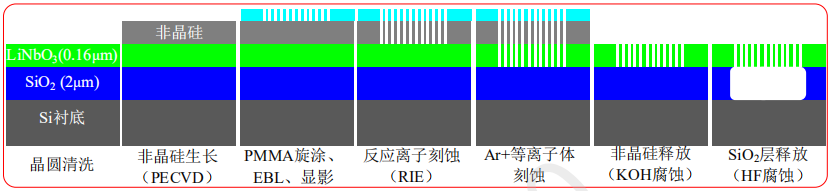 非晶硅
LiNbO₃(0.16μm)
SiO₂ (2μm)
Si衬底
晶圆清洗
非晶硅生长
(PECVD)
PMMA旋涂、
EBL、显影
反应离子刻蚀
(RIE)
Ar+等离子体
刻蚀
非晶硅释放
(KOH腐蚀)
SiO₂层释放
(HF腐蚀)